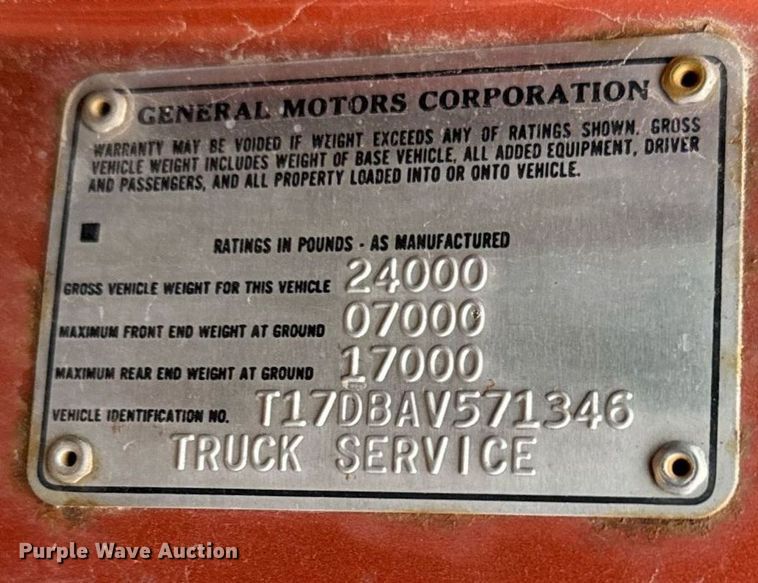 GENERAL MOTORS CORPORATION
WARRANTY MAY BE VOIDED IF WEIGHT EXCEEDS ANY OF RATINGS SHOWN. GROSS
VEHICLE WEIGHT INCLUDES WEIGHT OF BASE VEHICLE, ALL ADDED EQUIPMENT, DRIVER
AND PASSENGERS, AND ALL PROPERTY LOADED INTO OR ONTO VEHICLE.
RATINGS IN POUNDS - AS MANUFACTURED
GROSS VEHICLE WEIGHT FOR THIS VEHICLE 24000
MAXIMUM FRONT END WEIGHT AT GROUND 07000
MAXIMUM REAR END WEIGHT AT GROUND 17000
VEHICLE IDENTIFICATION NO. T17DBAV571346
TRUCK SERVICE
Purple Wave Auction